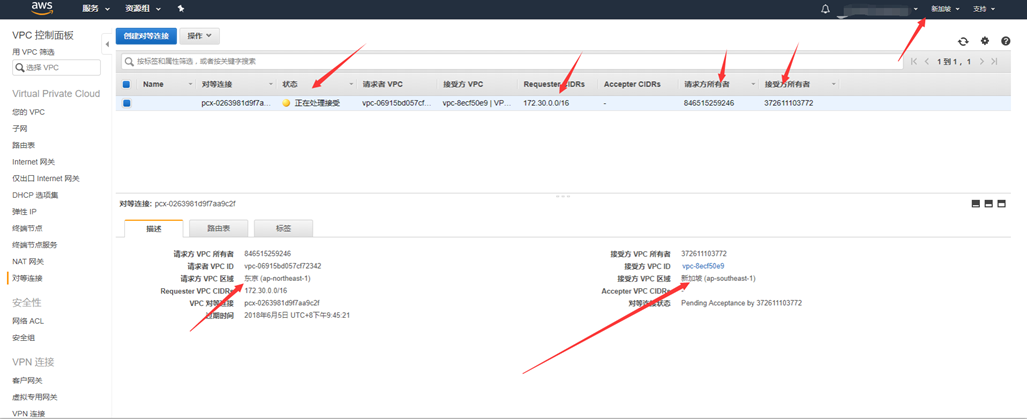 aws 服务 资源组 新加坡 支持
VPC 控制面板
用 VPC 筛选
选择 VPC
Virtual Private Cloud
您的 VPC
子网
路由表
Internet 网关
仅出口 Internet 网关
DHCP 选项集
弹性 IP
终端节点
终端节点服务
NAT 网关
对等连接
安全性
网络 ACL
安全组
VPN 连接
客户网关
虚拟专用网关
VPN 连接
创建对等连接 操作
按标签和属性筛选，或者按关键字搜索 1 到 1， 1
Name 对等连接 状态 请求者 VPC 接受方 VPC Requester CIDRs Accepter CIDRs 请求方所有者 接受方所有者
pcx-0263981d9f7a... 正在处理接受 vpc-06915bd057cf... vpc-8ecf50e9 | VP... 172.30.0.0/16 - 846515259246 372611103772
对等连接: pcx-0263981d9f7aa9c2f
描述 路由表 标签
请求方 VPC 所有者 846515259246 接受方 VPC 所有者 372611103772
请求者 VPC ID vpc-06915bd057cf72342 接受方 VPC ID vpc-8ecf50e9
请求方 VPC 区域 东京 (ap-northeast-1) 接受方 VPC 区域 新加坡 (ap-southeast-1)
Requester VPC CIDRs 172.30.0.0/16 Accepter VPC CIDRs -
VPC 对等连接 pcx-0263981d9f7aa9c2f 对等连接状态 Pending Acceptance by 372611103772
过期时间 2018年6月5日 UTC+8下午9:45:21